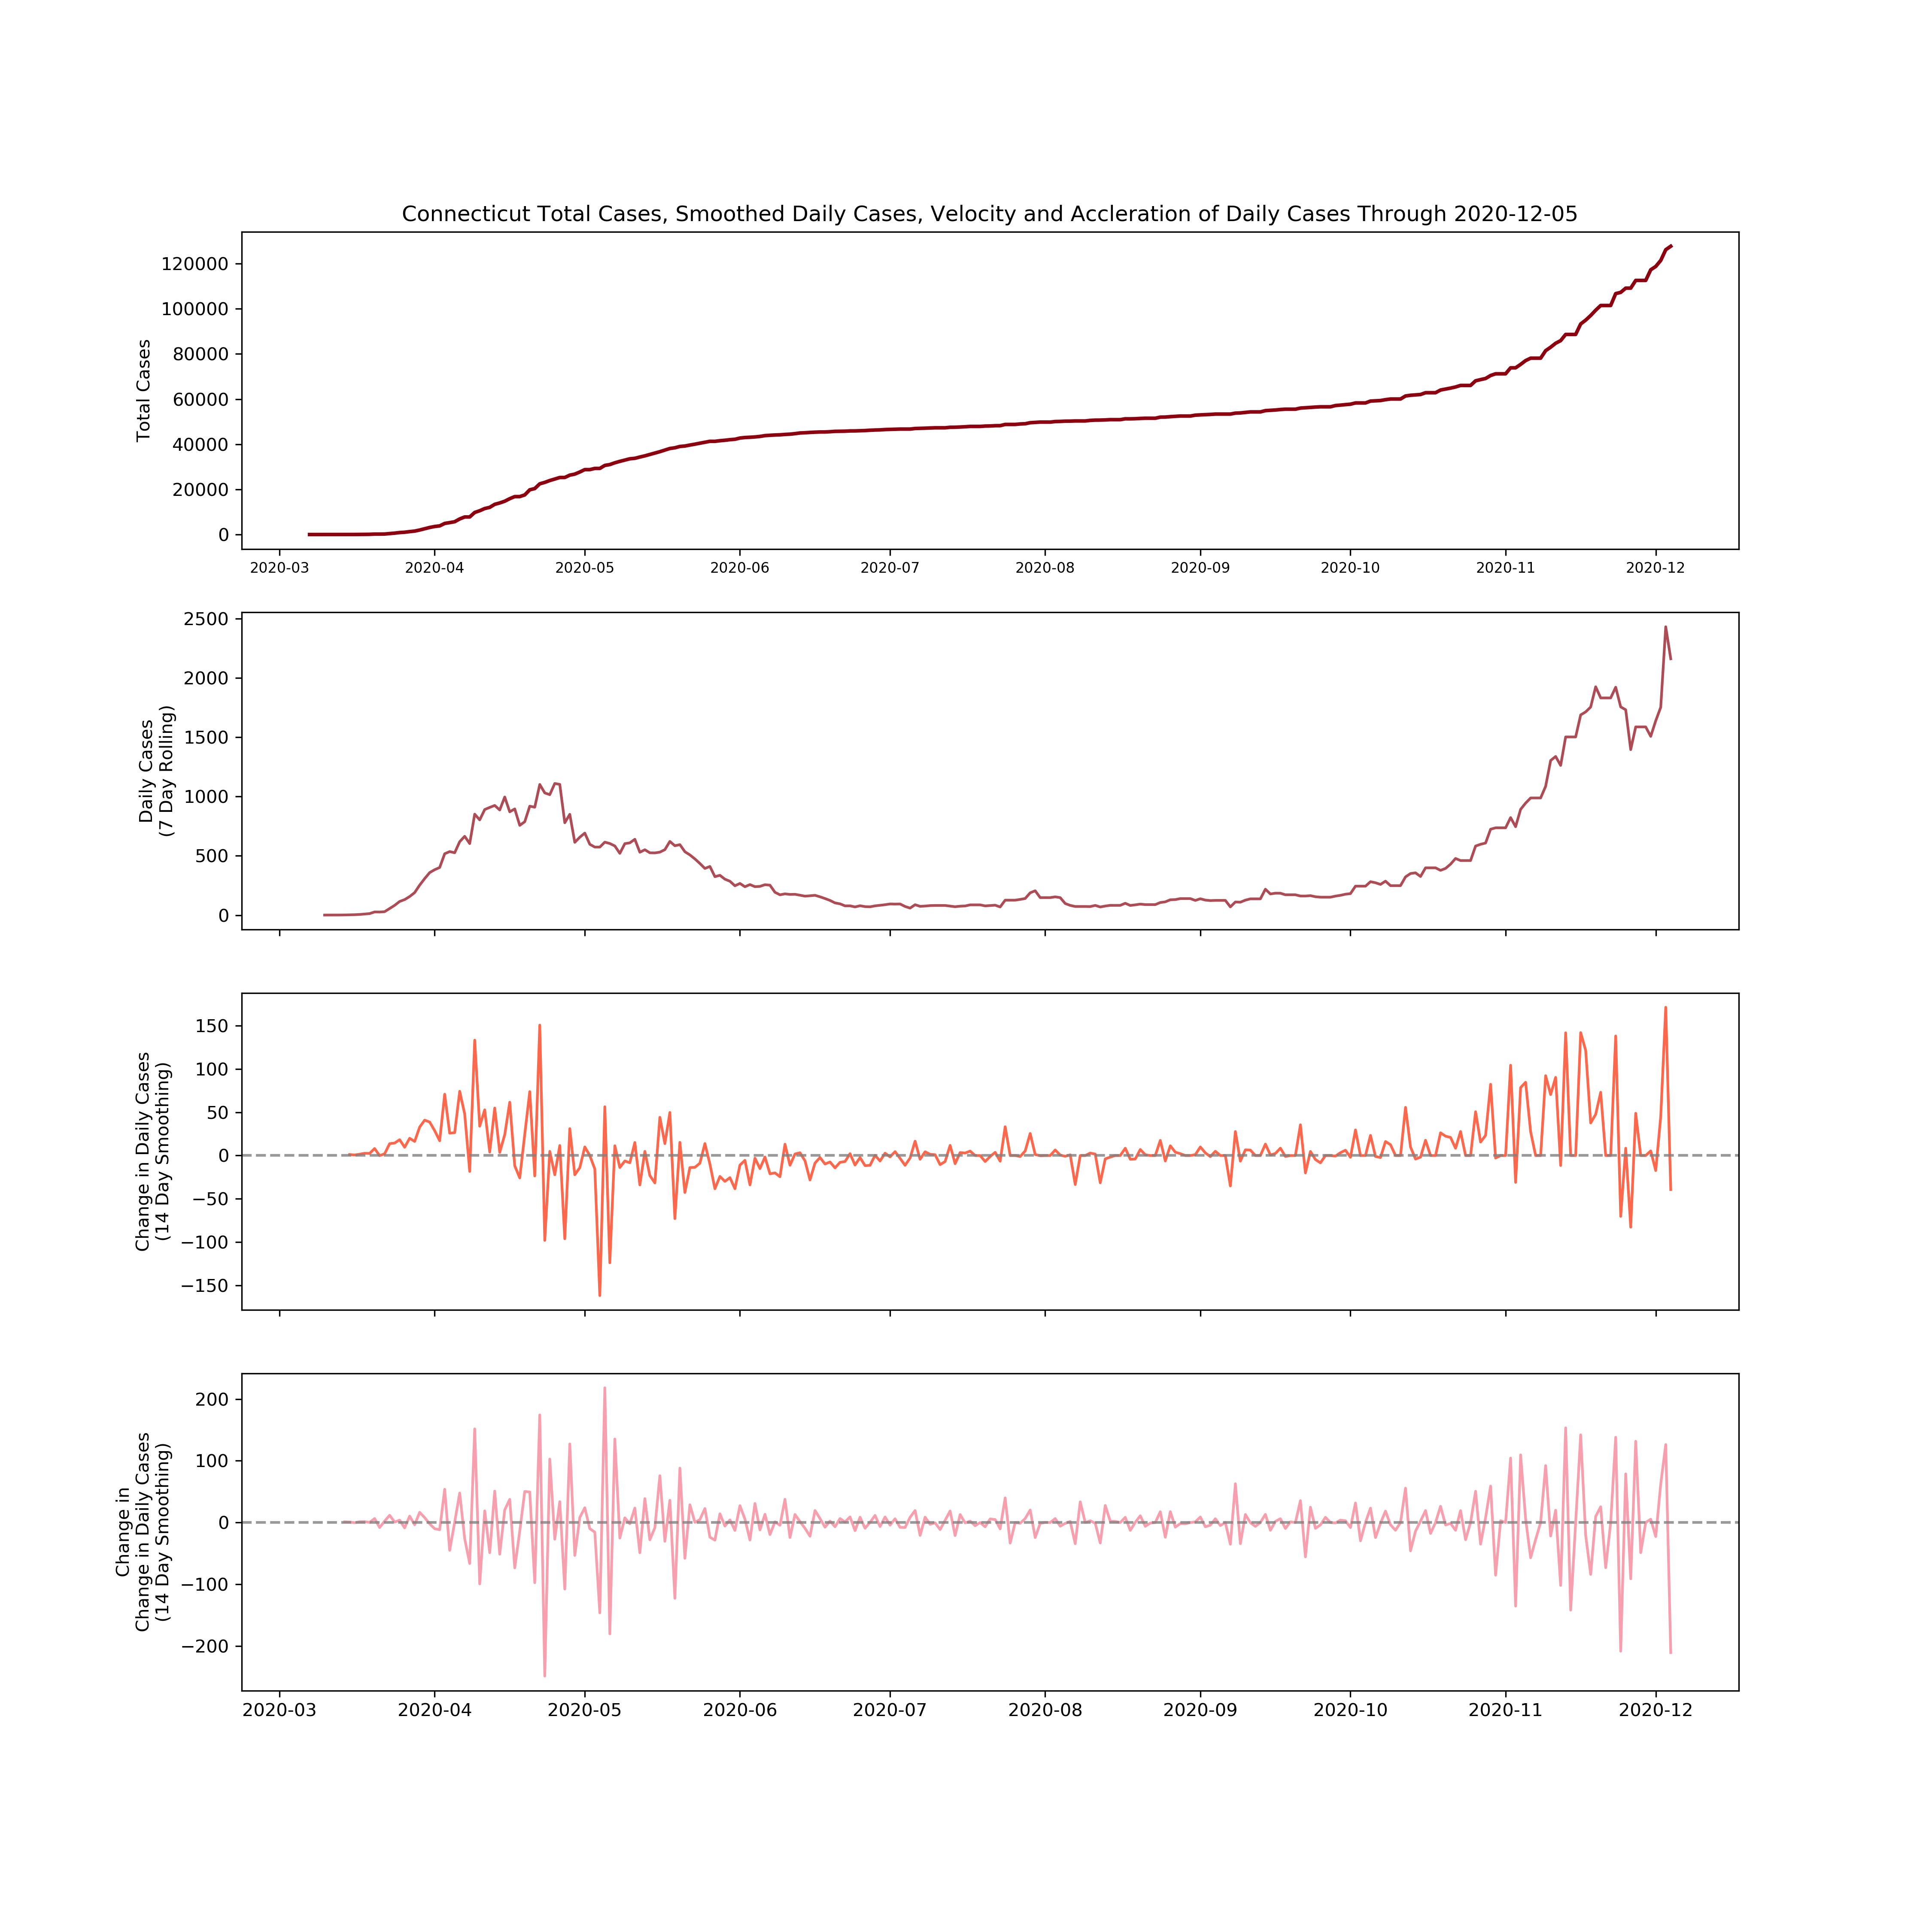 Connecticut Total Cases, Smoothed Daily Cases, Velocity and Accleration of Daily Cases Through 2020-12-05
Total Cases
120000
100000
80000
60000
40000
20000
0
2020-03 2020-04 2020-05 2020-06 2020-07 2020-08 2020-09 2020-10 2020-11 2020-12
Daily Cases
(7 Day Rolling)
2500
2000
1500
1000
500
0
Change in Daily Cases
(14 Day Smoothing)
150
100
50
0
−50
−100
−150
Change in
Change in Daily Cases
(14 Day Smoothing)
200
100
0
−100
−200
2020-03 2020-04 2020-05 2020-06 2020-07 2020-08 2020-09 2020-10 2020-11 2020-12